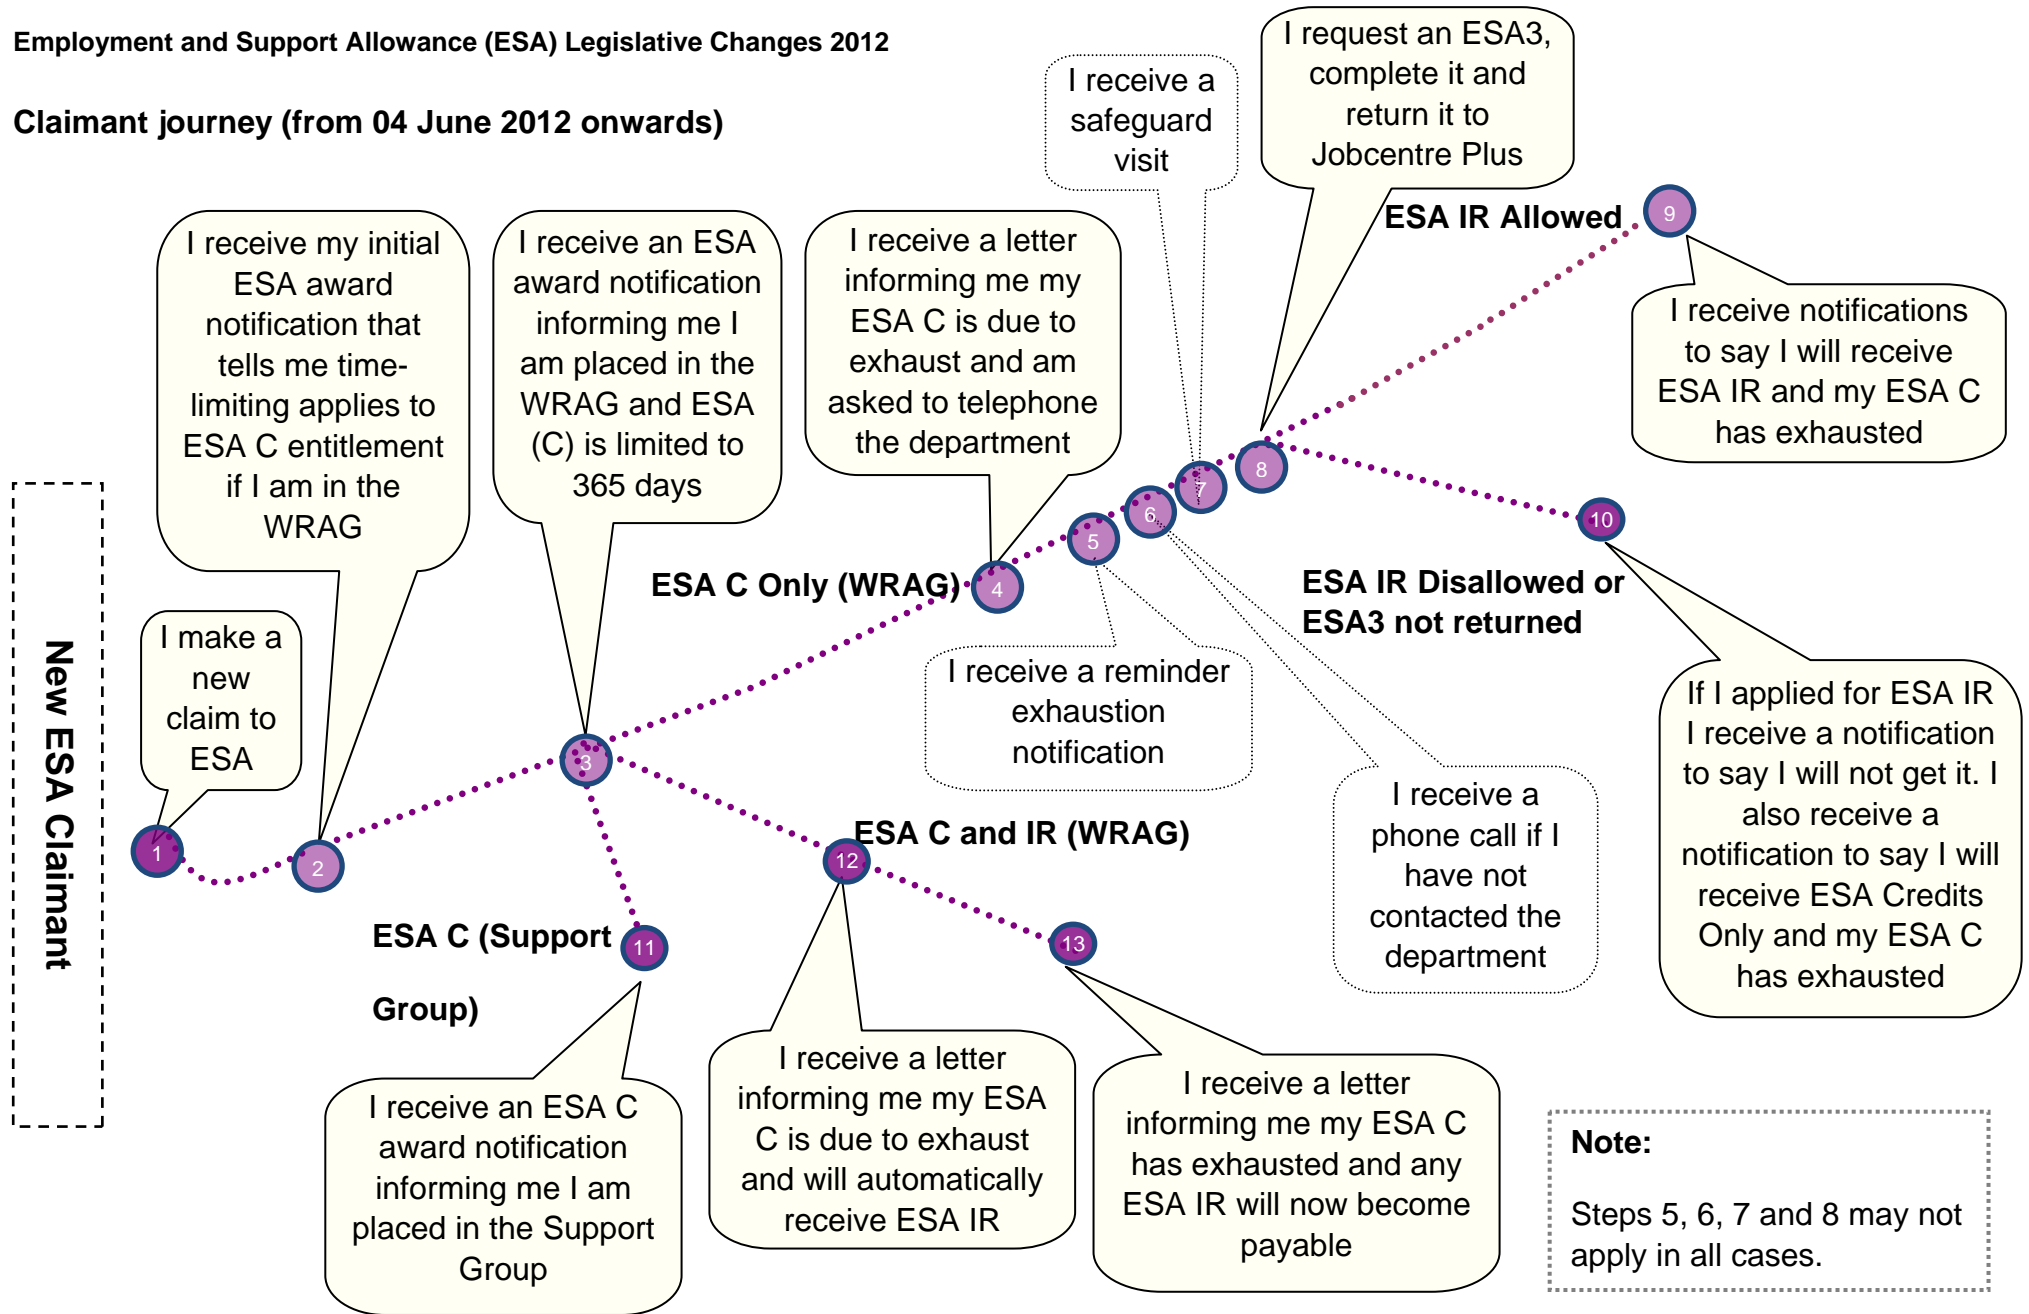 Employment and Support Allowance (ESA) Legislative Changes 2012
Claimant journey (from 04 June 2012 onwards)
New ESA Claimant
I make a
new
claim to
ESA
1
I receive my initial
ESA award
notification that
tells me time-
limiting applies to
ESA C entitlement
if I am in the
WRAG
2
I receive an ESA
award notification
informing me I
am placed in the
WRAG and ESA
(C) is limited to
365 days
3
ESA C Only (WRAG)
I receive a letter
informing me my
ESA C is due to
exhaust and am
asked to telephone
the department
4
5
I receive a reminder
exhaustion
notification
6
I receive a
phone call if I
have not
contacted the
department
I receive a
safeguard
visit
7
I request an ESA3,
complete it and
return it to
Jobcentre Plus
8
ESA IR Allowed
9
I receive notifications
to say I will receive
ESA IR and my ESA C
has exhausted
10
ESA IR Disallowed or
ESA3 not returned
If I applied for ESA IR
I receive a notification
to say I will not get it. I
also receive a
notification to say I will
receive ESA Credits
Only and my ESA C
has exhausted
ESA C (Support
Group)
11
I receive an ESA C
award notification
informing me I am
placed in the Support
Group
ESA C and IR (WRAG)
12
I receive a letter
informing me my ESA
C is due to exhaust
and will automatically
receive ESA IR
13
I receive a letter
informing me my ESA C
has exhausted and any
ESA IR will now become
payable
Note:
Steps 5, 6, 7 and 8 may not
apply in all cases.